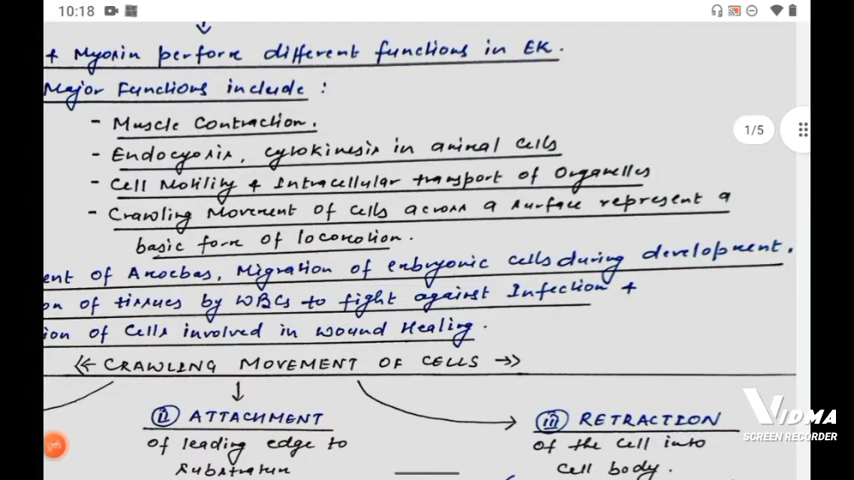 10:18
+ Myosin perform different functions in EK.
Major Functions include :
1/5
- Muscle Contraction.
- Endocyosis, cytokinesis in animal cells
- Cell Motility + Intracellular transport of Organelles
- Crawling Movement of cells across a surface represent a
basic form of locomotion.
ent of Amoebas, Migration of embryonic cells during development.
on of tissues by WBCs to fight against Infection +
ion of Cells involved in wound Healing.
CRAWLING MOVEMENT OF CELLS
ii ATTACHMENT
of leading edge to
substratum
iii RETRACTION
of the cell into
cell body.
VIDMA
SCREEN RECORDER